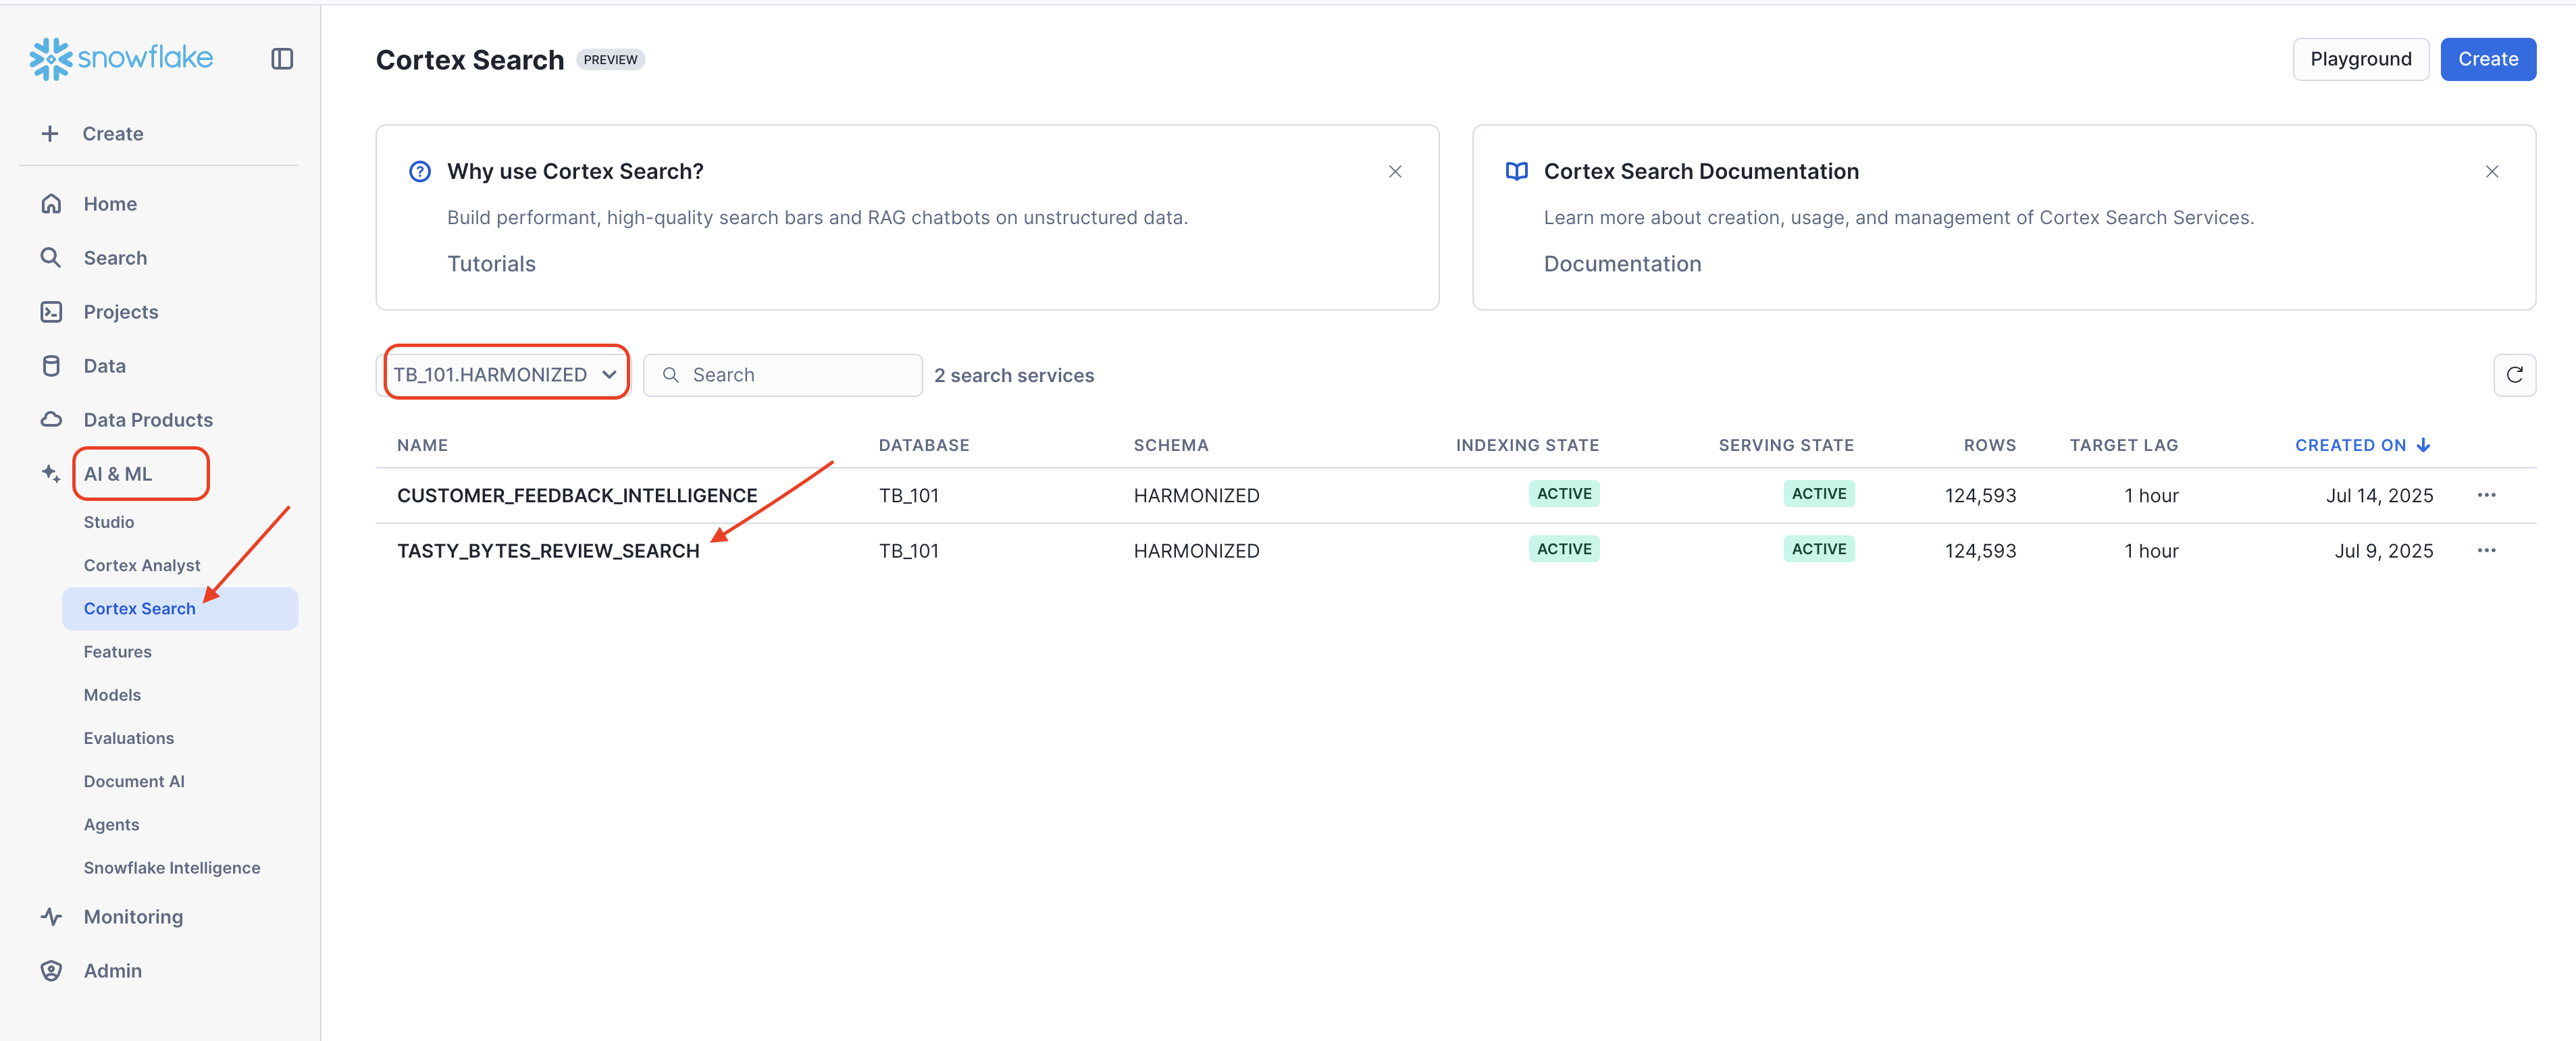 snowflake
Create
Home
Search
Projects
Data
Data Products
AI & ML
Studio
Cortex Analyst
Cortex Search
Features
Models
Evaluations
Document AI
Agents
Snowflake Intelligence
Monitoring
Admin
Cortex Search PREVIEW
Playground Create
Why use Cortex Search?
Build performant, high-quality search bars and RAG chatbots on unstructured data.
Tutorials
Cortex Search Documentation
Learn more about creation, usage, and management of Cortex Search Services.
Documentation
TB_101.HARMONIZED Search 2 search services
NAME DATABASE SCHEMA INDEXING STATE SERVING STATE ROWS TARGET LAG CREATED ON
CUSTOMER_FEEDBACK_INTELLIGENCE TB_101 HARMONIZED ACTIVE ACTIVE 124,593 1 hour Jul 14, 2025
TASTY_BYTES_REVIEW_SEARCH TB_101 HARMONIZED ACTIVE ACTIVE 124,593 1 hour Jul 9, 2025